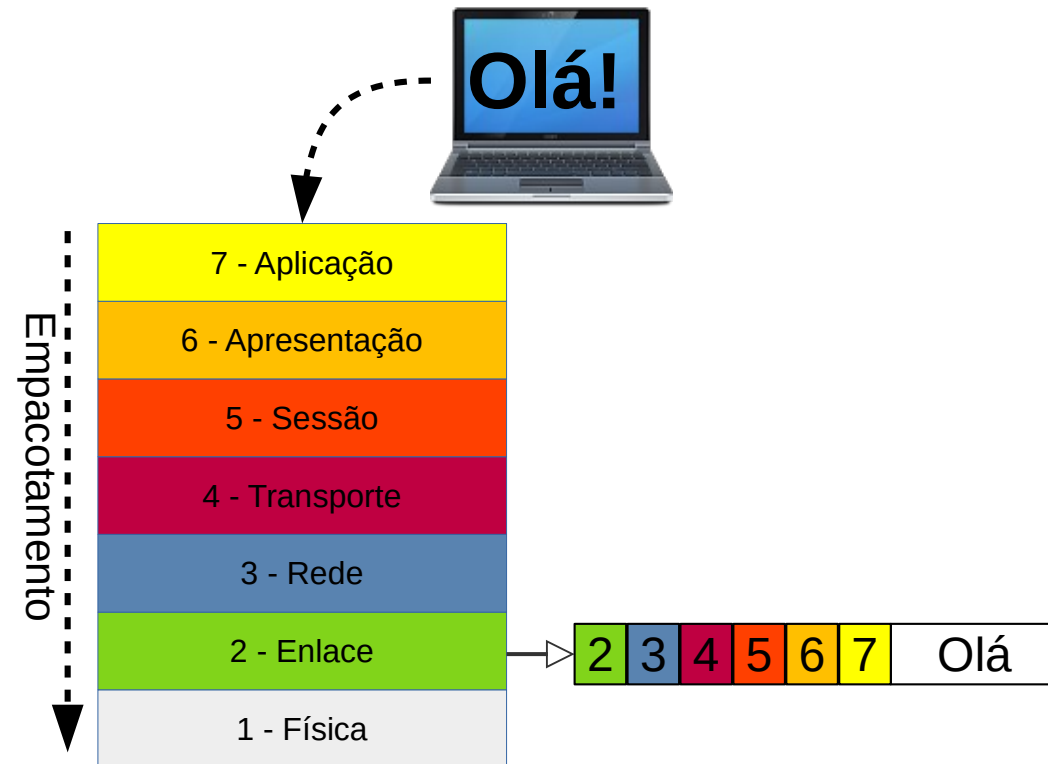 Olá!
7 - Aplicação
6 - Apresentação
5 - Sessão
4 - Transporte
3 - Rede
2 - Enlace
1 - Física
Empacotamento
2 3 4 5 6 7 Olá